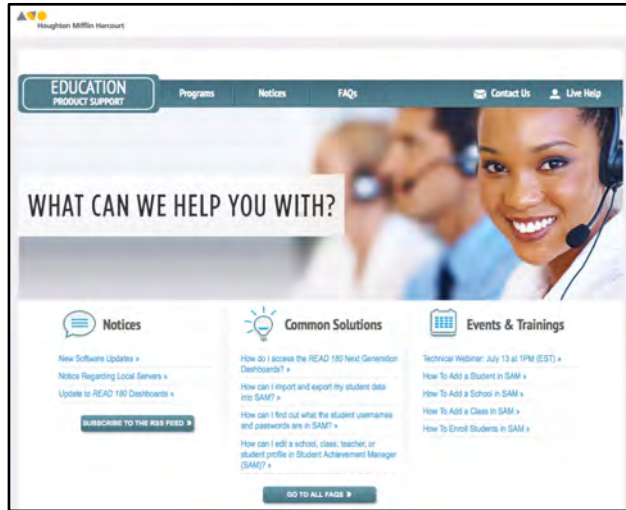 Houghton Mifflin Harcourt
EDUCATION
PRODUCT SUPPORT
Programs
Notices
FAQs
Contact Us
Live Help
WHAT CAN WE HELP YOU WITH?
Notices
New Software Updates »
Notice Regarding Local Servers »
Update to READ 180 Dashboards »
SUBSCRIBE TO THE RSS FEED »
Common Solutions
How do I access the READ 180 Next Generation
Dashboards? »
How can I import and export my student data
into SAM? »
How can I find out what the student usernames
and passwords are in SAM? »
How can I edit a school, class, teacher, or
student profile in Student Achievement Manager
(SAM)? »
GO TO ALL FAQS »
Events & Trainings
Technical Webinar: July 13 at 1PM (EST) »
How To Add a Student in SAM »
How To Add a School in SAM »
How To Add a Class in SAM »
How To Enroll Students in SAM »